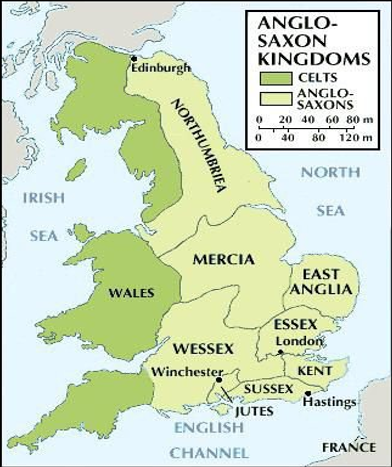 ANGLO-
SAXON
KINGDOMS
CELTS
ANGLO-
SAXONS
0 20 40 60 80 m
0 40 80 120 m
Edinburgh
NORTHUMBRIEA
NORTH
SEA
IRISH
SEA
MERCIA
EAST
ANGLIA
WALES
ESSEX
London
WESSEX
Winchester
KENT
SUSSEX
Hastings
JUTES
ENGLISH
CHANNEL
FRANCE